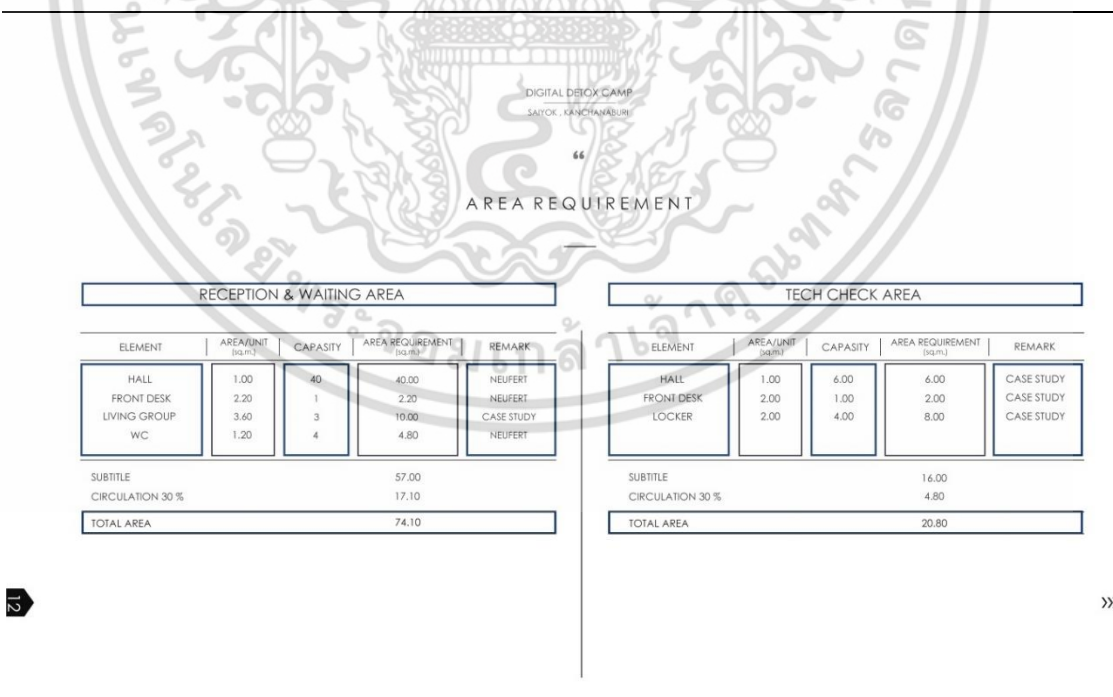 DIGITAL DETOX CAMP
SAIYOK , KANCHANABURI
“
AREA REQUIREMENT
RECEPTION & WAITING AREA
ELEMENT AREA/UNIT (sq.m.) CAPASITY AREA REQUIREMENT (sq.m.) REMARK
HALL 1.00 40 40.00 NEUFERT
FRONT DESK 2.20 1 2.20 NEUFERT
LIVING GROUP 3.60 3 10.00 CASE STUDY
WC 1.20 4 4.80 NEUFERT
SUBTITLE 57.00
CIRCULATION 30 % 17.10
TOTAL AREA 74.10
TECH CHECK AREA
ELEMENT AREA/UNIT (sq.m.) CAPASITY AREA REQUIREMENT (sq.m.) REMARK
HALL 1.00 6.00 6.00 CASE STUDY
FRONT DESK 2.00 1.00 2.00 CASE STUDY
LOCKER 2.00 4.00 8.00 CASE STUDY
SUBTITLE 16.00
CIRCULATION 30 % 4.80
TOTAL AREA 20.80
12
»